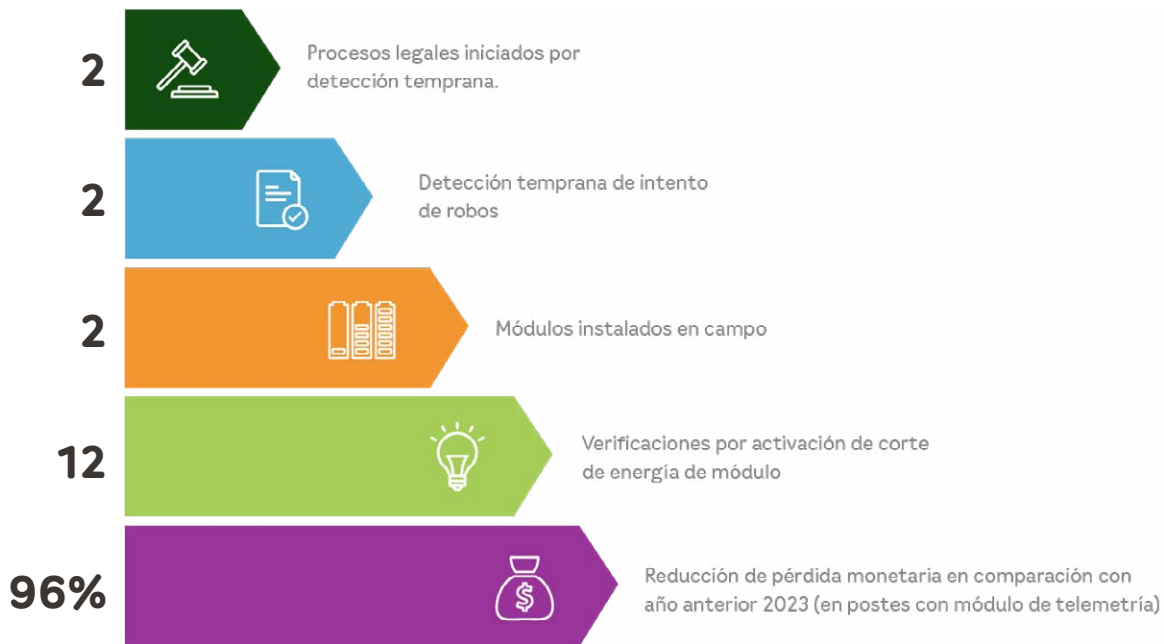 2
Procesos legales iniciados por
detección temprana.
2
Detección temprana de intento
de robos
2
Módulos instalados en campo
12
Verificaciones por activación de corte
de energía de módulo
96%
Reducción de pérdida monetaria en comparación con
año anterior 2023 (en postes con módulo de telemetría)
$